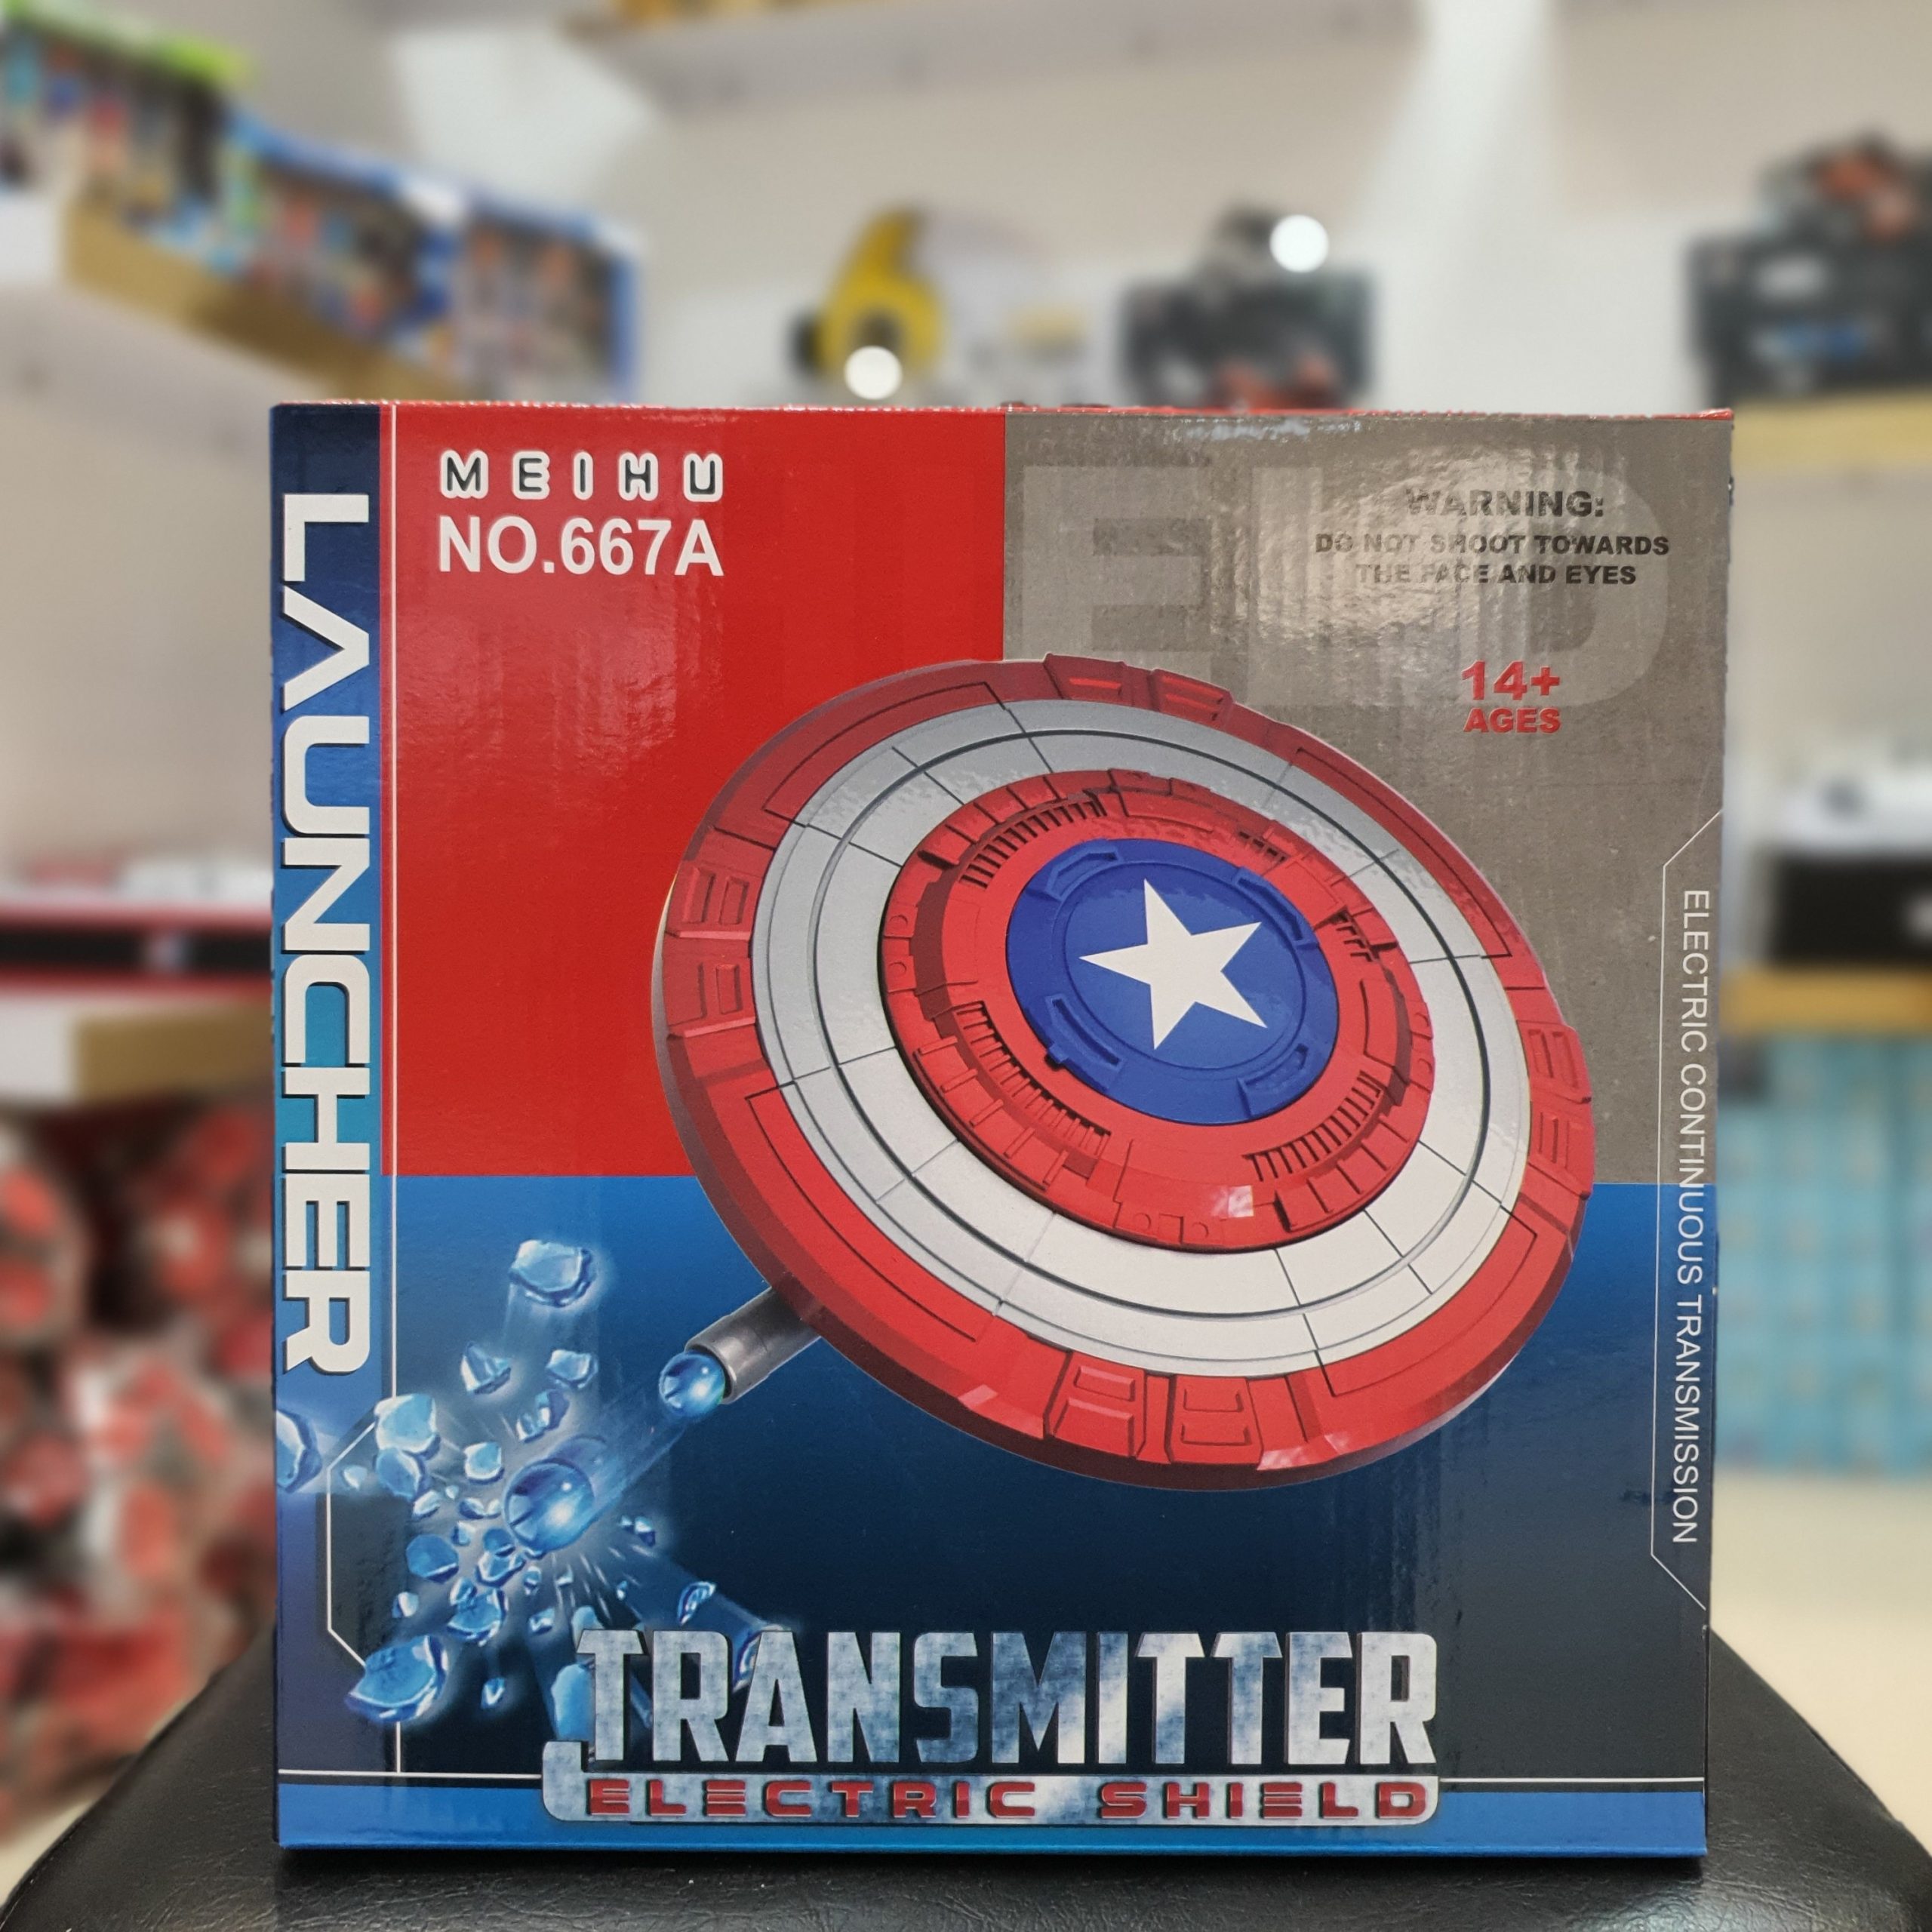 LAUNCHER
MEIHU
NO.667A
WARNING:
DO NOT SHOOT TOWARDS
THE FACE AND EYES
14+
AGES
ELECTRIC CONTINUOUS TRANSMISSION
TRANSMITTER
ELECTRIC SHIELD